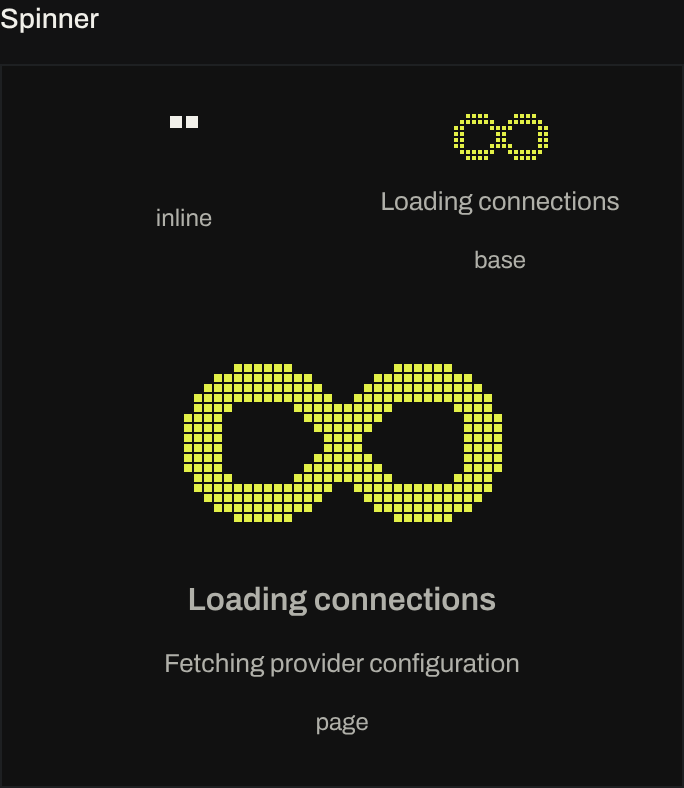 Spinner
inline
Loading connections
base
Loading connections
Fetching provider configuration
page